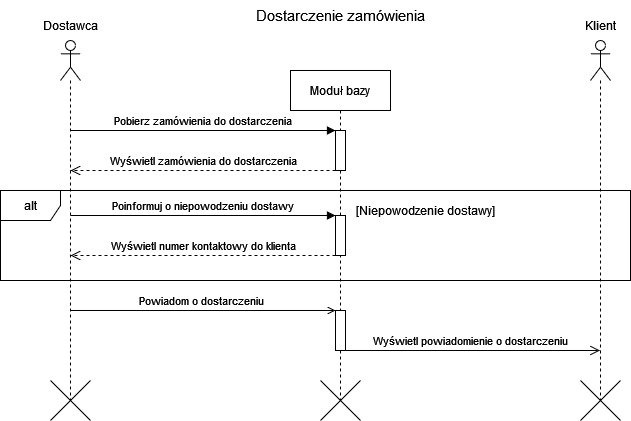 Dostarczenie zamówienia
Dostawca
Klient
Moduł bazy
Pobierz zamówienia do dostarczenia
Wyświetl zamówienia do dostarczenia
alt
Poinformuj o niepowodzeniu dostawy
[Niepowodzenie dostawy]
Wyświetl numer kontaktowy do klienta
Powiadom o dostarczeniu
Wyświetl powiadomienie o dostarczeniu